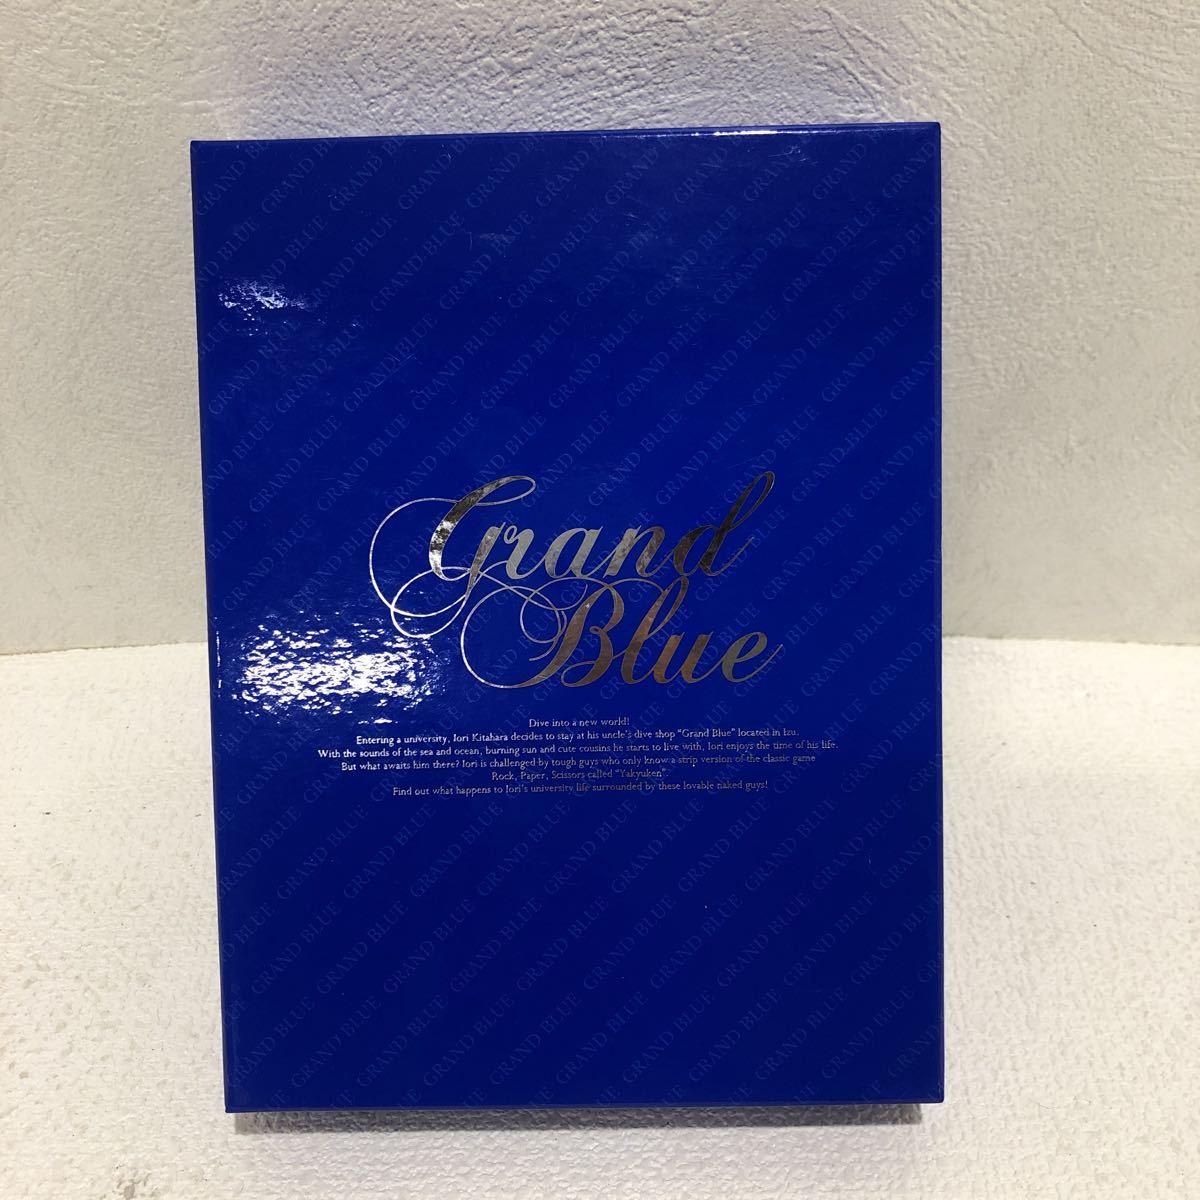 Grand
Blue
Dive into a new world!
Entering a university, Iori Kitahara decides to stay at his uncle's dive shop "Grand Blue" located in Izu.
With the sounds of the sea and ocean, burning sun and cute cousins he starts to live with, Iori enjoys the time of his life.
But what awaits him there? Iori is challenged by tough guys who only know a strip version of the classic game
Rock, Paper, Scissors called "Yakyuken".
Find out what happens to Iori's university life surrounded by these lovable naked guys!